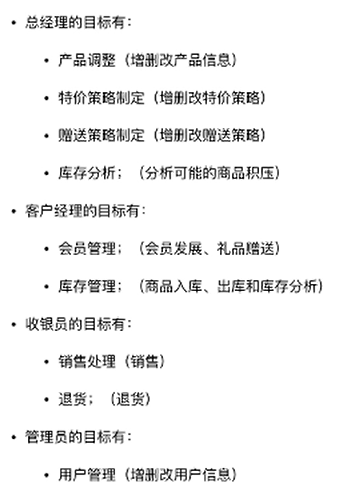 • 总经理的目标有：
• 产品调整（增删改产品信息）
• 特价策略制定（增删改特价策略）
• 赠送策略制定（增删改赠送策略）
• 库存分析；（分析可能的商品积压）
• 客户经理的目标有：
• 会员管理；（会员发展、礼品赠送）
• 库存管理；（商品入库、出库和库存分析）
• 收银员的目标有：
• 销售处理（销售）
• 退货；（退货）
• 管理员的目标有：
• 用户管理（增删改用户信息）